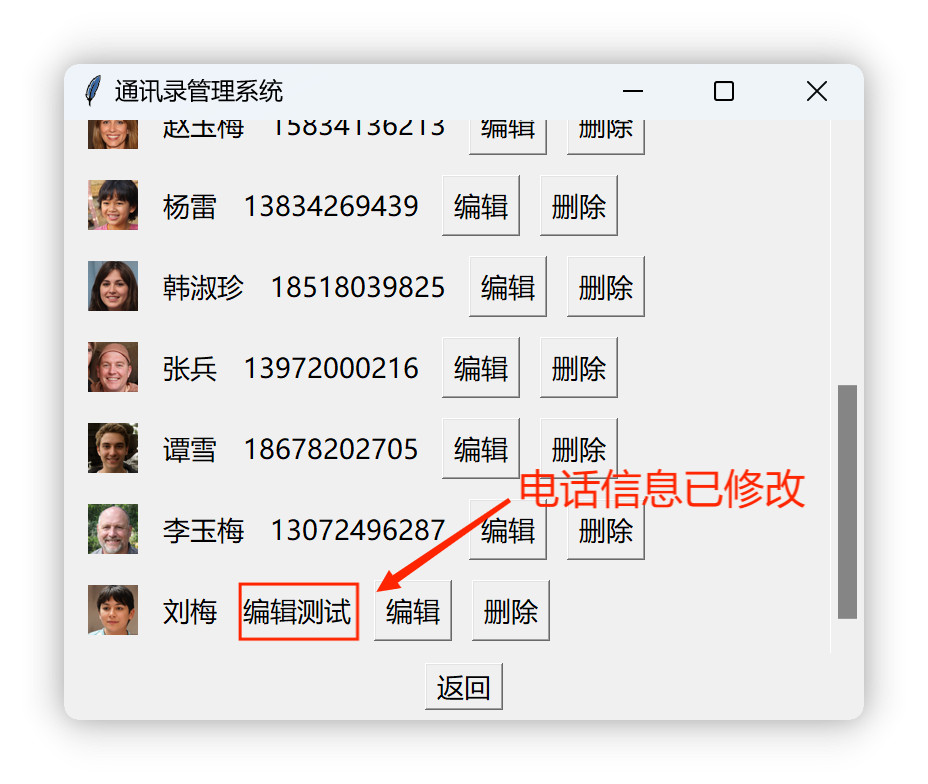 通讯录管理系统
赵玉梅 15834136213 编辑 删除
杨雷 13834269439 编辑 删除
韩淑珍 18518039825 编辑 删除
张兵 13972000216 编辑 删除
谭雪 18678202705 编辑 删除
电话信息已修改
李玉梅 13072496287 编辑 删除
刘梅 编辑测试 编辑 删除
返回